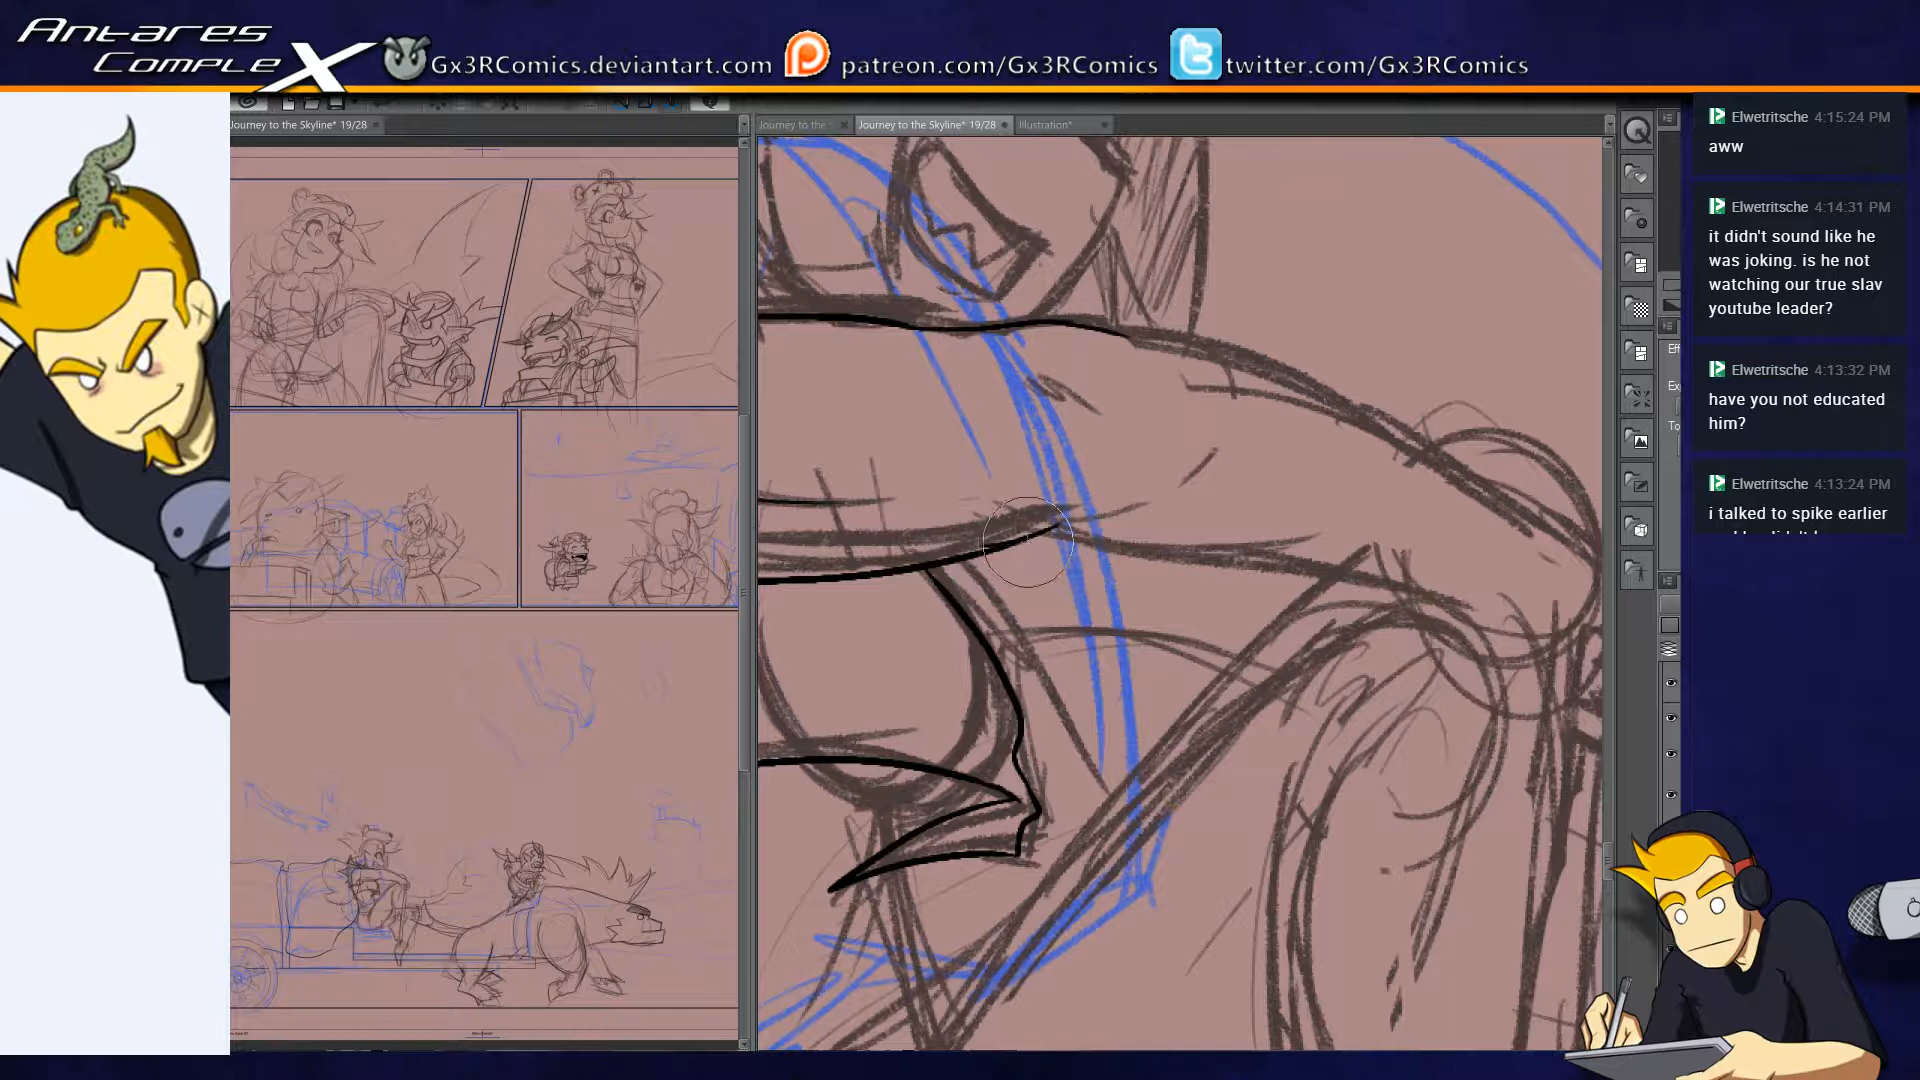 Antares
Complex
Gx3RComics.deviantart.com
patreon.com/Gx3RComics
twitter.com/Gx3RComics
Journey to the Skyline* 19/28
Journey to the
Journey to the Skyline* 19/28
Illustration*
Elwetritsche 4:15:24 PM
aww
Elwetritsche 4:14:31 PM
it didn't sound like he
was joking. is he not
watching our true slav
youtube leader?
Elwetritsche 4:13:32 PM
have you not educated
him?
Elwetritsche 4:13:24 PM
i talked to spike earlier